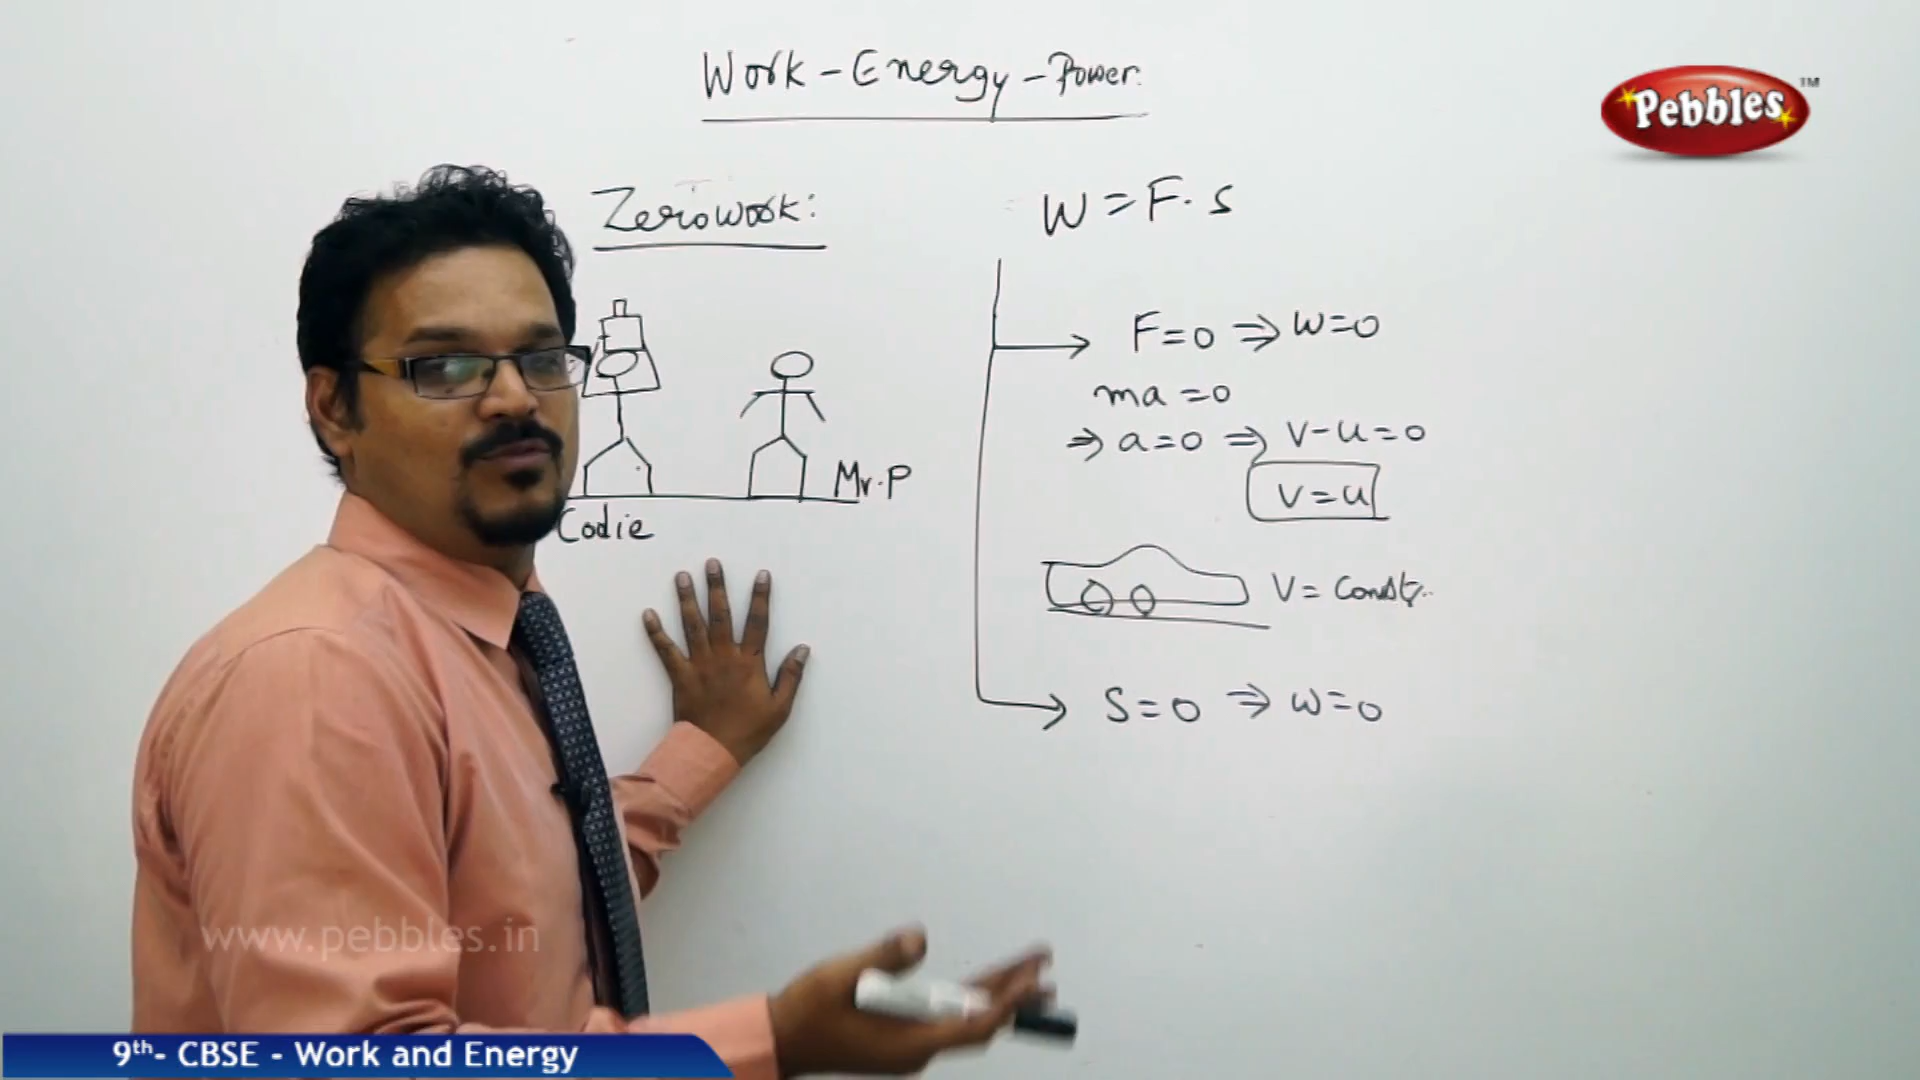 Work - Energy - Power.
Pebbles™
Zerowork:
W = F. s
F=0 ⇒ W=0
ma = 0
⇒ a=0 ⇒ v-u=0
v=u
Mr.P
Codie
V = Const.
S=0 ⇒ W=0
www.pebbles.in
9th- CBSE - Work and Energy